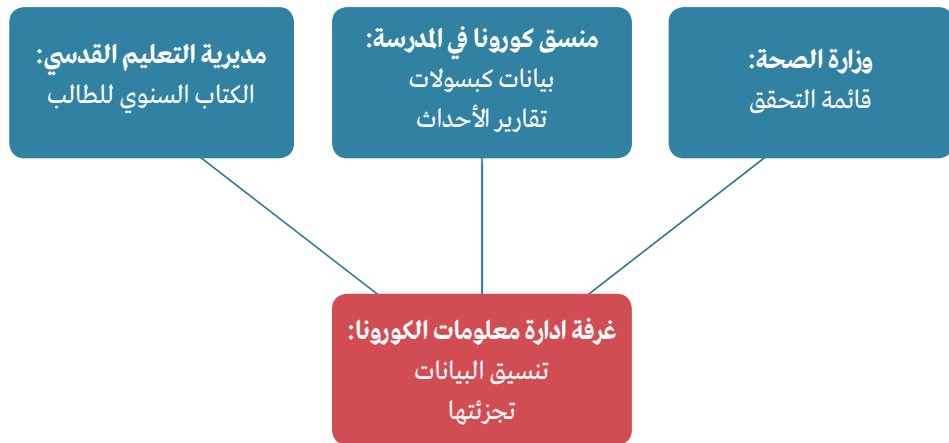 وزارة الصحة:
قائمة التحقق
منسق كورونا في المدرسة:
بيانات كبسولات
تقارير الأحداث
مديرية التعليم القدسي:
الكتاب السنوي للطالب
غرفة ادارة معلومات الكورونا:
تنسيق البيانات
تجزئتها